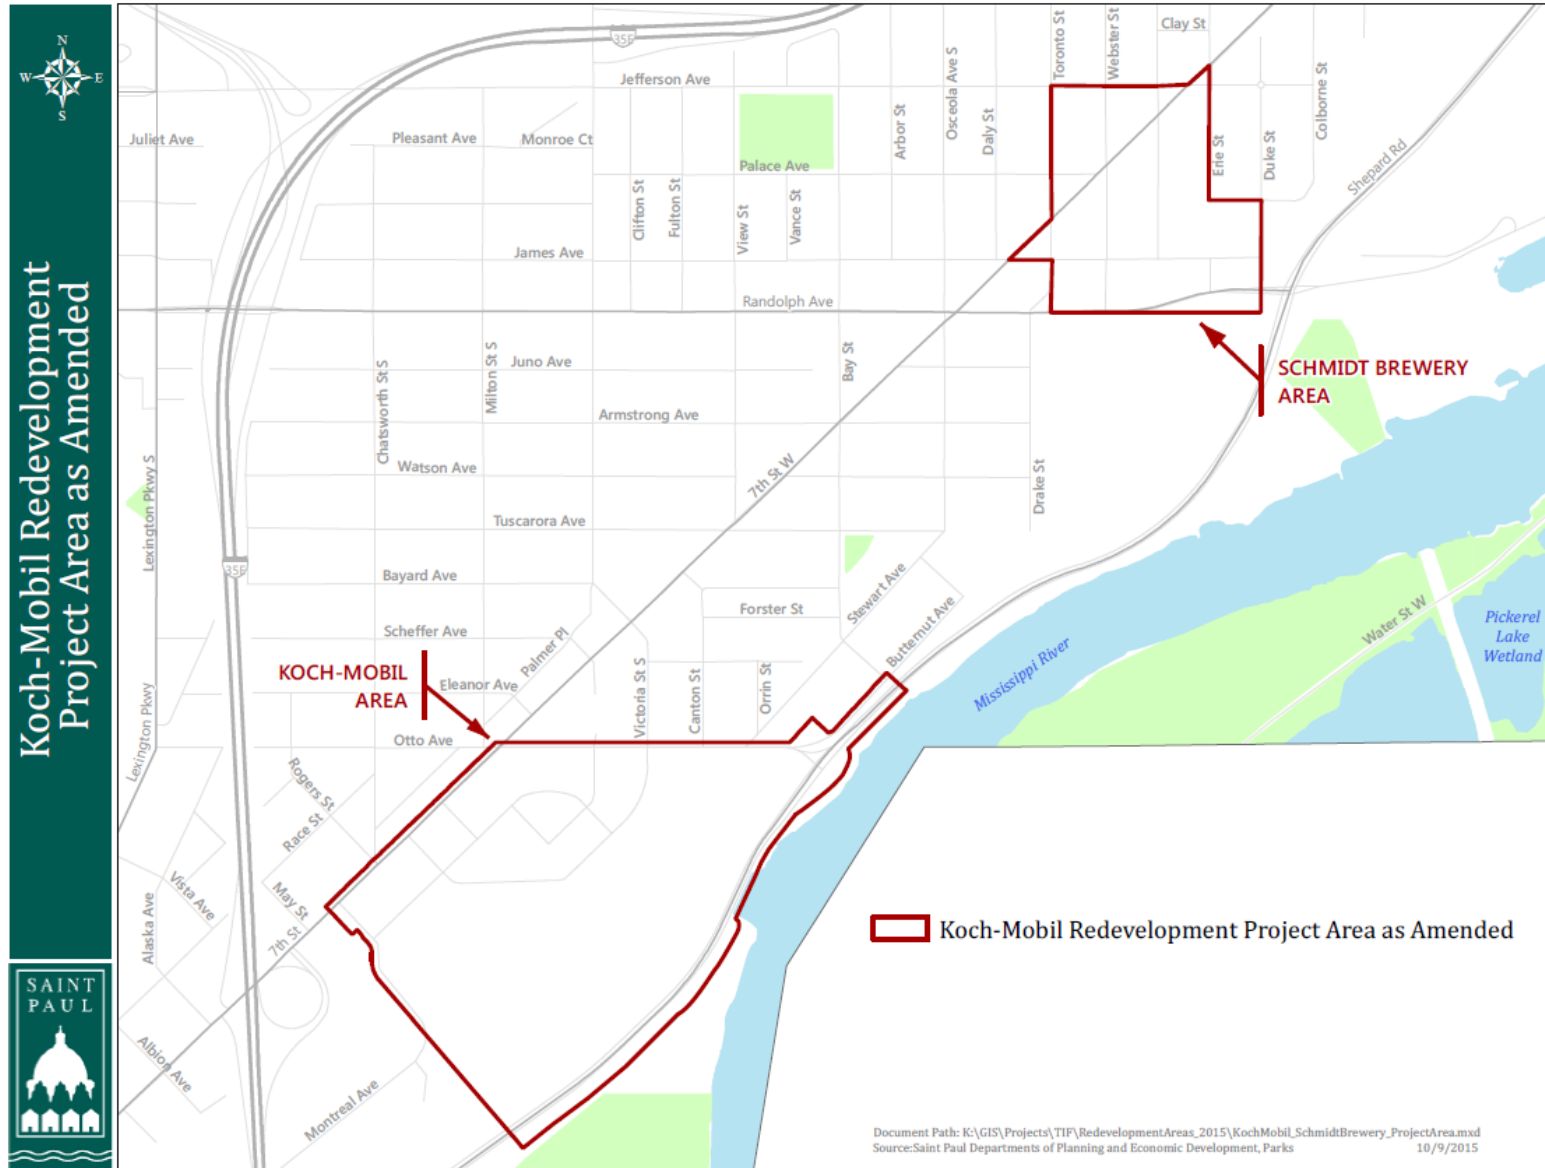 Koch-Mobil Redevelopment
Project Area as Amended
N
W
E
S
SAINT
PAUL
35E
Clay St
Toronto St
Webster St
Jefferson Ave
Colborne St
Osceola Ave S
Arbor St
Daly St
Juliet Ave
Pleasant Ave
Monroe Ct
Palace Ave
Erie St
Duke St
Shepard Rd
Clifton St
Fulton St
View St
Vance St
James Ave
Randolph Ave
Chatsworth St S
Milton St S
Juno Ave
Bay St
SCHMIDT BREWERY
AREA
Armstrong Ave
Watson Ave
7th St W
Drake St
Lexington Pkwy S
Tuscarora Ave
35E
Bayard Ave
Stewart Ave
Forster St
Butternut Ave
Scheffer Ave
Palmer Pl
Water St W
Pickerel
Lake
Wetland
KOCH-MOBIL
AREA
Eleanor Ave
Victoria St S
Canton St
Orrin St
Mississippi River
Lexington Pkwy
Otto Ave
Rogers St
Race St
Vista Ave
May St
7th St
Alaska Ave
Koch-Mobil Redevelopment Project Area as Amended
Albion Ave
Montreal Ave
Document Path: K:\GIS\Projects\TIF\RedevelopmentAreas_2015\KochMobil_SchmidtBrewery_ProjectArea.mxd
Source:Saint Paul Departments of Planning and Economic Development, Parks 10/9/2015